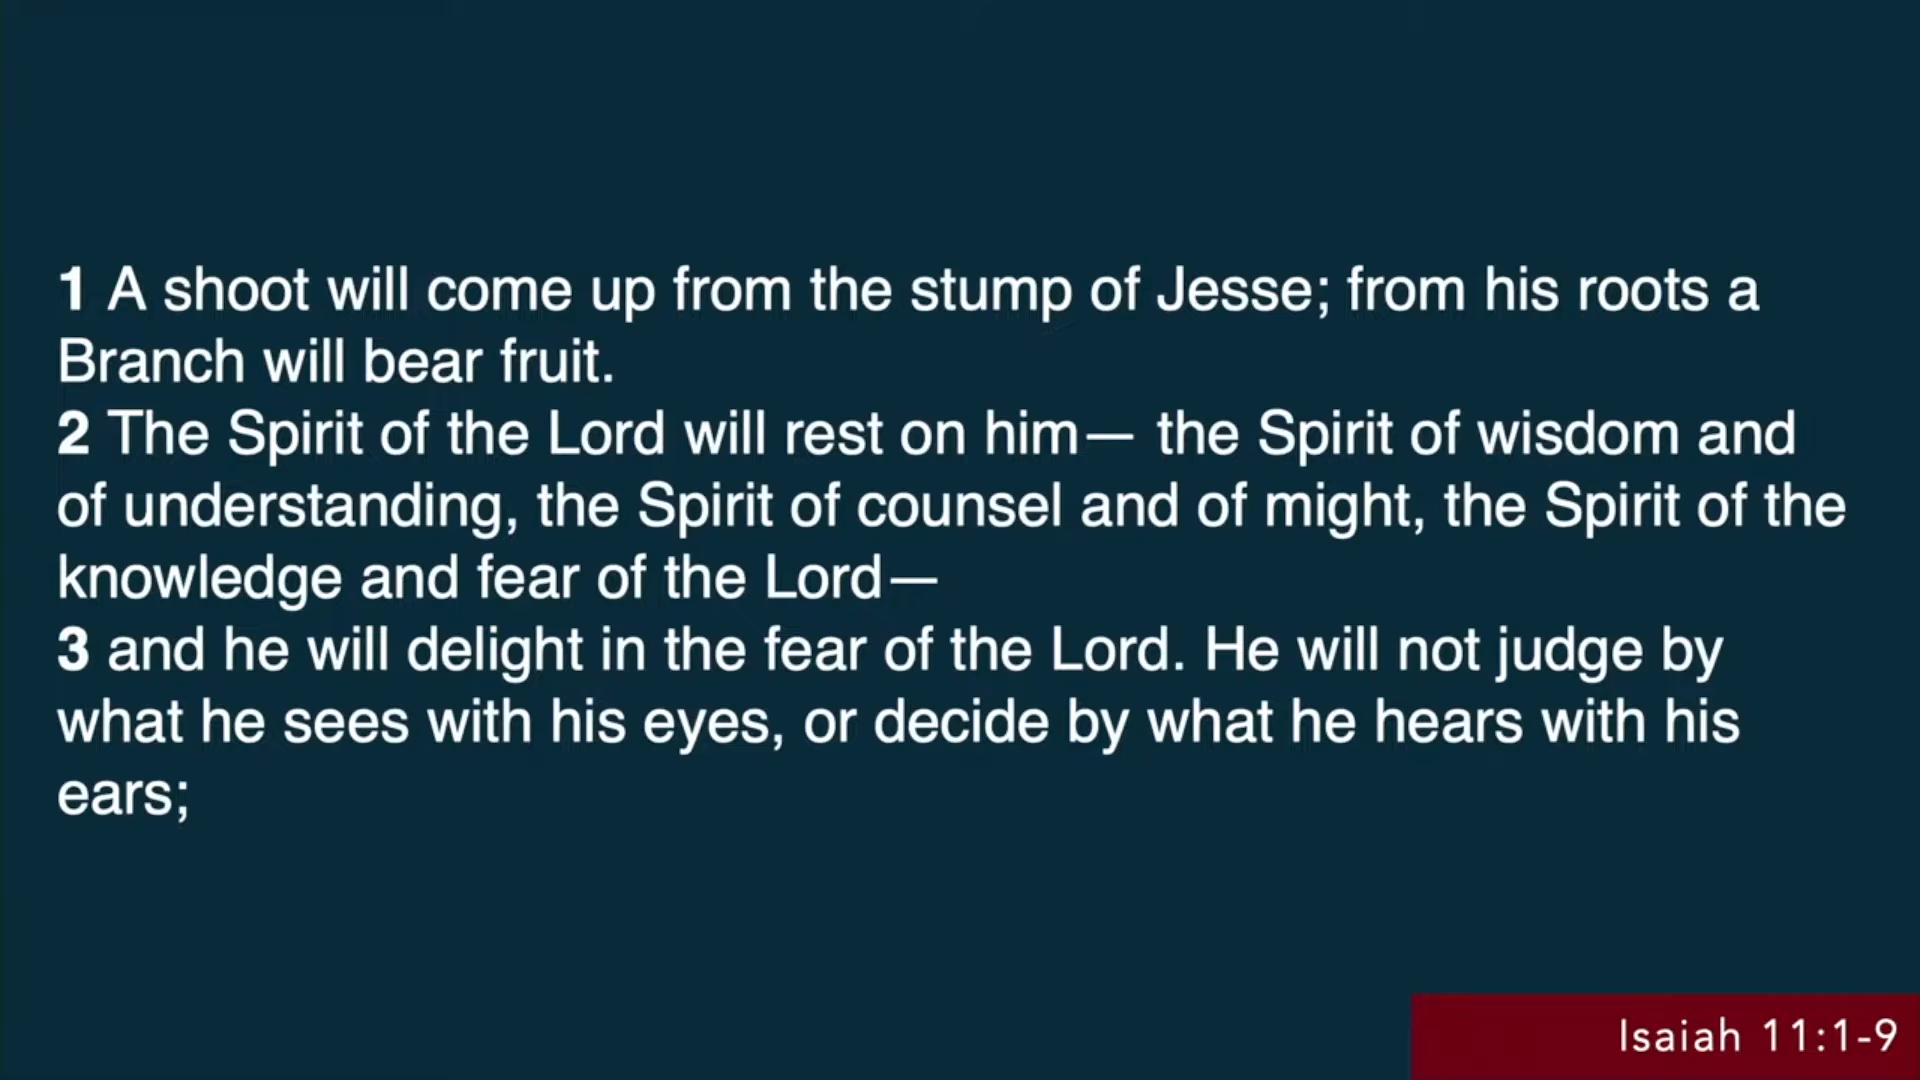 1 A shoot will come up from the stump of Jesse; from his roots a
Branch will bear fruit.
2 The Spirit of the Lord will rest on him— the Spirit of wisdom and
of understanding, the Spirit of counsel and of might, the Spirit of the
knowledge and fear of the Lord—
3 and he will delight in the fear of the Lord. He will not judge by
what he sees with his eyes, or decide by what he hears with his
ears;
Isaiah 11:1-9